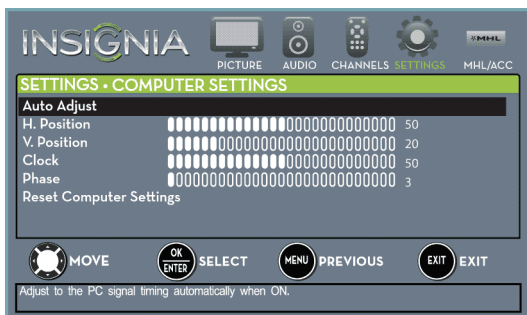 INSIGNIA
PICTURE AUDIO CHANNELS SETTINGS MHL/ACC
MHL
SETTINGS • COMPUTER SETTINGS
Auto Adjust
H. Position 50
V. Position 20
Clock 50
Phase 3
Reset Computer Settings
MOVE OK ENTER SELECT MENU PREVIOUS EXIT EXIT
Adjust to the PC signal timing automatically when ON.